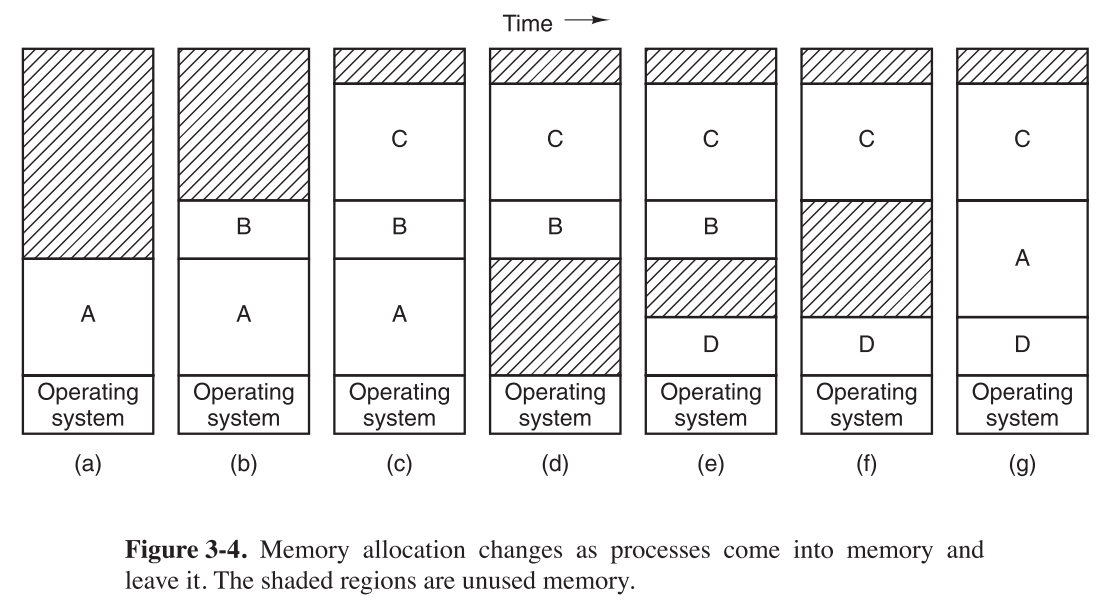 Time
C
C
C
C
C
B
B
B
B
A
A
A
A
D
D
D
Operating
system
Operating
system
Operating
system
Operating
system
Operating
system
Operating
system
Operating
system
(a)
(b)
(c)
(d)
(e)
(f)
(g)
Figure 3-4. Memory allocation changes as processes come into memory and
leave it. The shaded regions are unused memory.